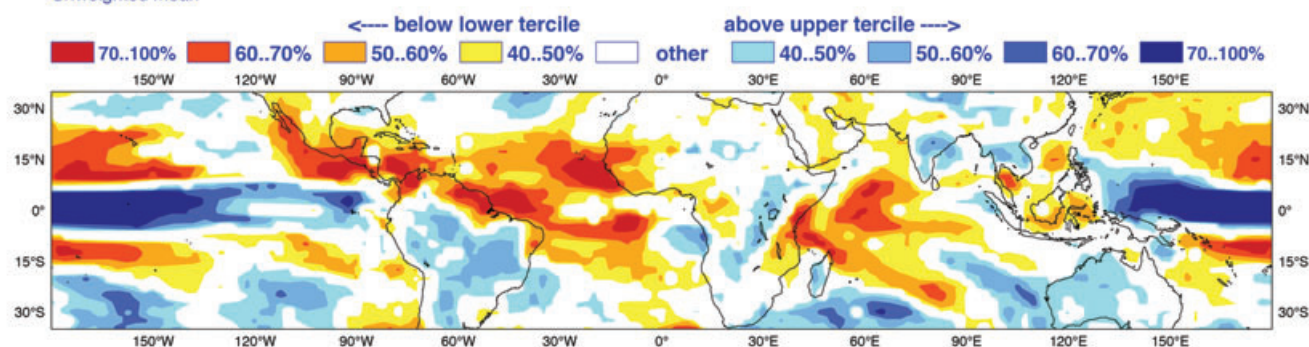 Unweighted mean
<---- below lower tercile above upper tercile ---->
70..100% 60..70% 50..60% 40..50% other 40..50% 50..60% 60..70% 70..100%
150°W 120°W 90°W 60°W 30°W 0° 30°E 60°E 90°E 120°E 150°E
30°N 30°N
15°N 15°N
0° 0°
15°S 15°S
30°S 30°S
150°W 120°W 90°W 60°W 30°W 0° 30°E 60°E 90°E 120°E 150°E